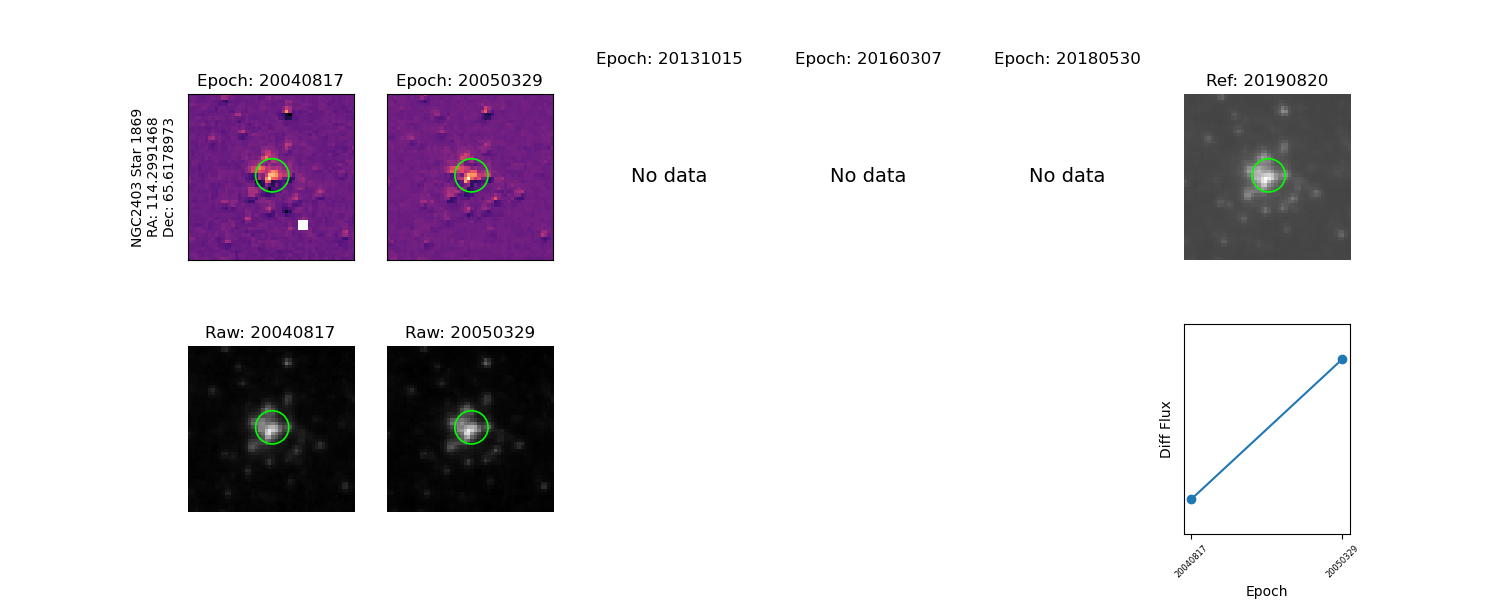 Epoch: 20040817
Epoch: 20050329
Epoch: 20131015
Epoch: 20160307
Epoch: 20180530
Ref: 20190820
NGC2403 Star 1869
RA: 114.2991468
Dec: 65.6178973
No data
No data
No data
Raw: 20040817
Raw: 20050329
Diff Flux
20040817
20050329
Epoch